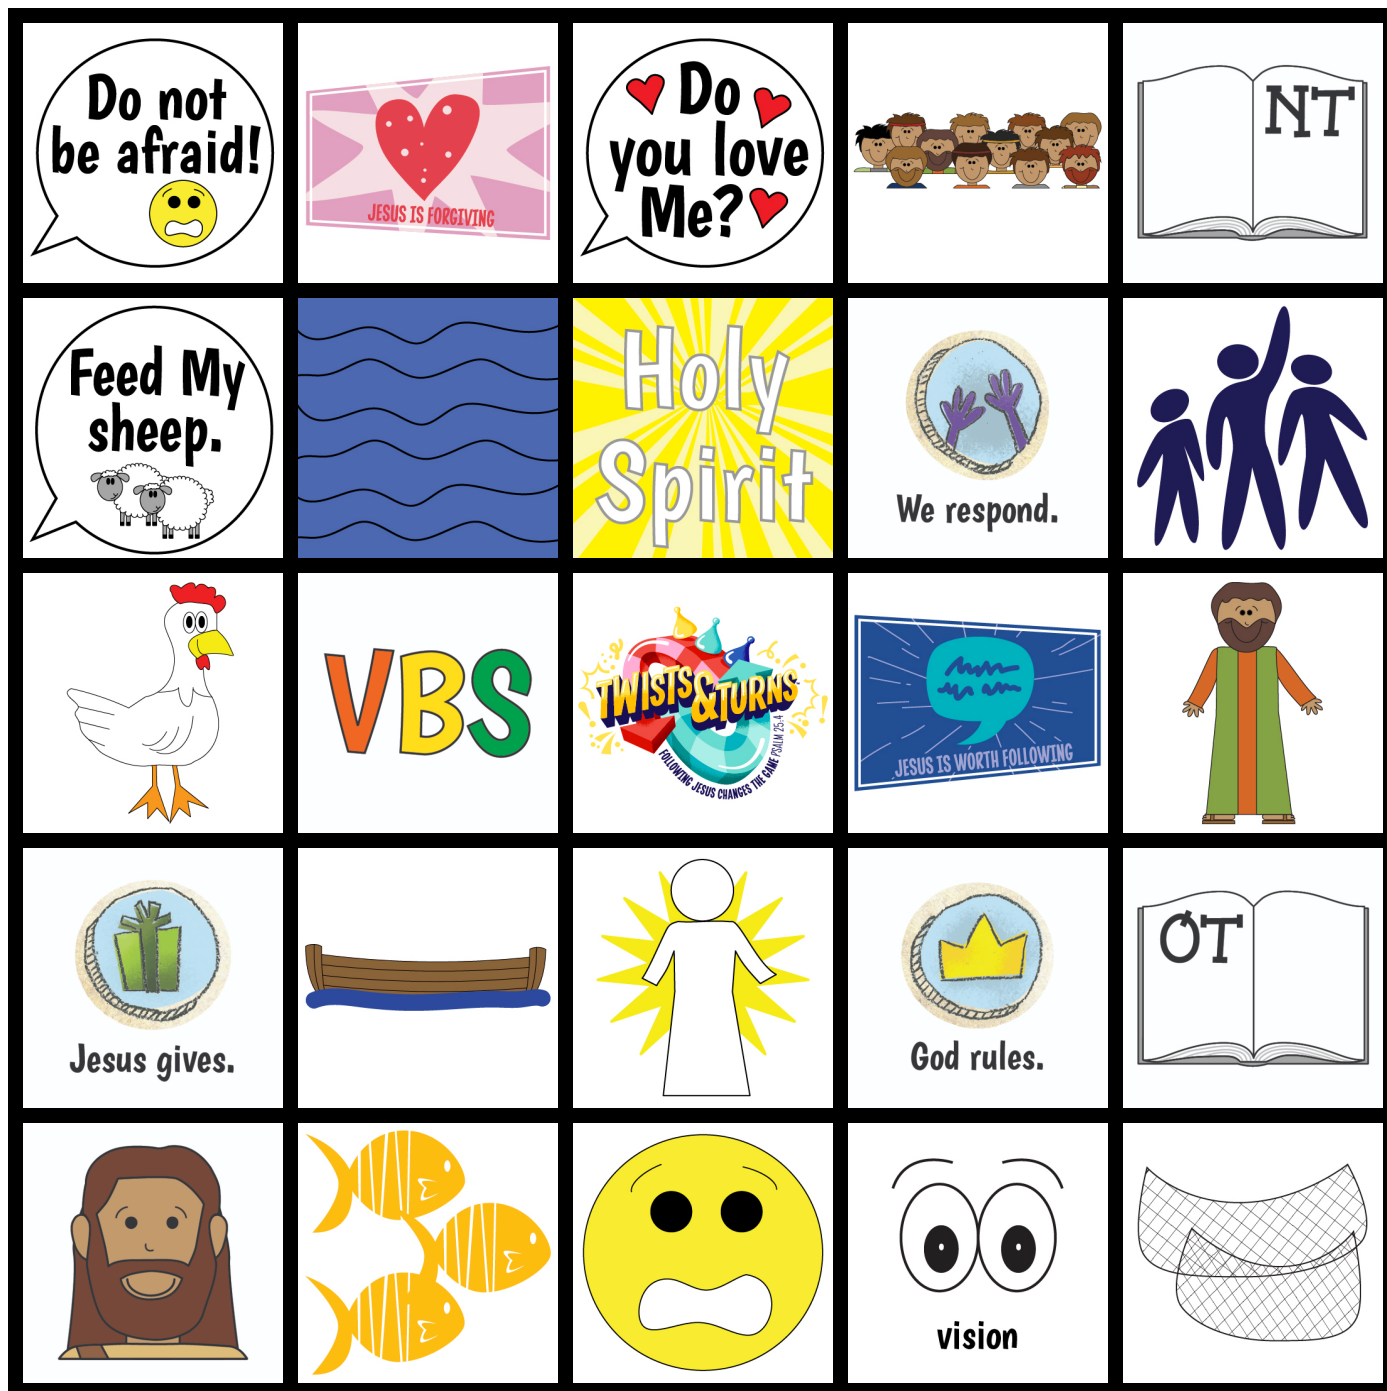 Do not
be afraid!
JESUS IS FORGIVING
Do
you love
Me?
NT
Feed My
sheep.
Holy
Spirit
We respond.
VBS
TWISTS
&TURNS
FOLLOWING JESUS CHANGES THE GAME PSALM 25:4
JESUS IS WORTH FOLLOWING
Jesus gives.
God rules.
OT
vision